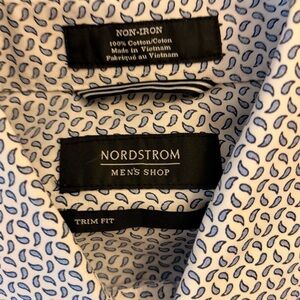 NON-IRON
100% Cotton/Coton
Made in Vietnam
Fabriqué au Vietnam
NORDSTROM
MEN'S SHOP
TRIM FIT